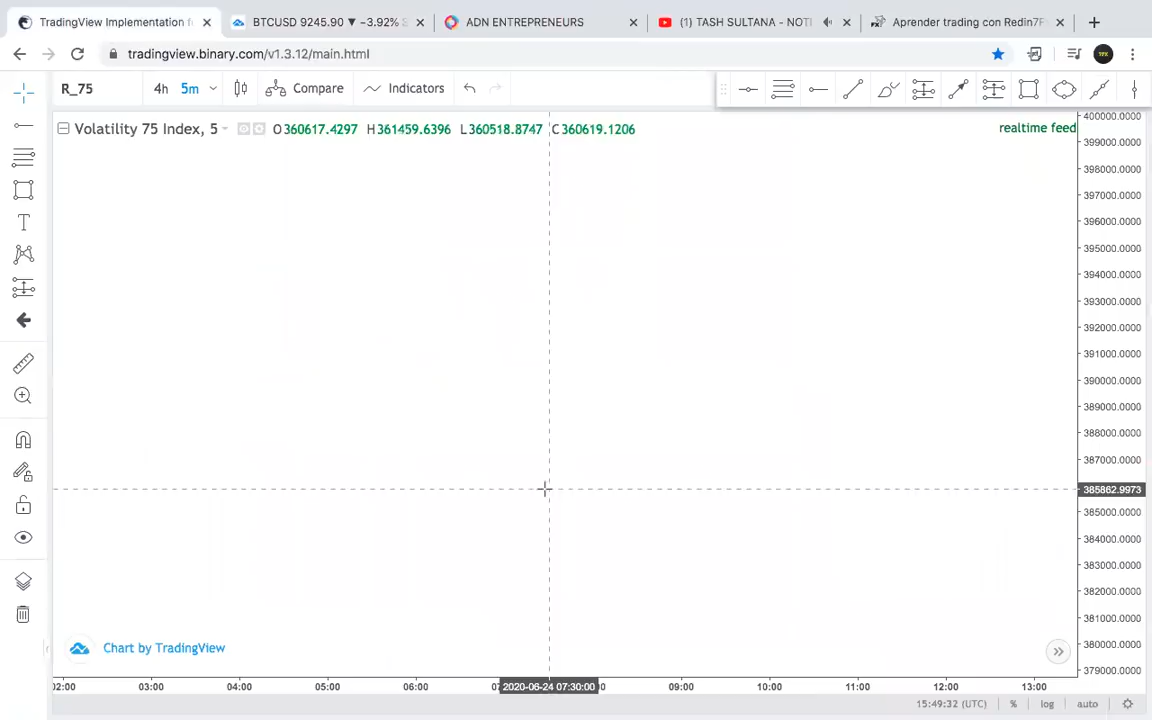 TradingView Implementation f
BTCUSD 9245.90 ▼ −3.92%
ADN ENTREPRENEURS
(1) TASH SULTANA - NOTI
Aprender trading con Redin7F
tradingview.binary.com/v1.3.12/main.html
R_75
4h
5m
Compare
Indicators
Volatility 75 Index, 5
O360617.4297 H361459.6396 L360518.8747 C360619.1206
realtime feed
400000.0000
399000.0000
398000.0000
397000.0000
396000.0000
395000.0000
394000.0000
393000.0000
392000.0000
391000.0000
390000.0000
389000.0000
388000.0000
387000.0000
385862.9973
385000.0000
384000.0000
383000.0000
382000.0000
381000.0000
380000.0000
379000.0000
Chart by TradingView
02:00 03:00 04:00 05:00 06:00 2020-06-24 07:30:00 09:00 10:00 11:00 12:00 13:00
15:49:32 (UTC) % log auto